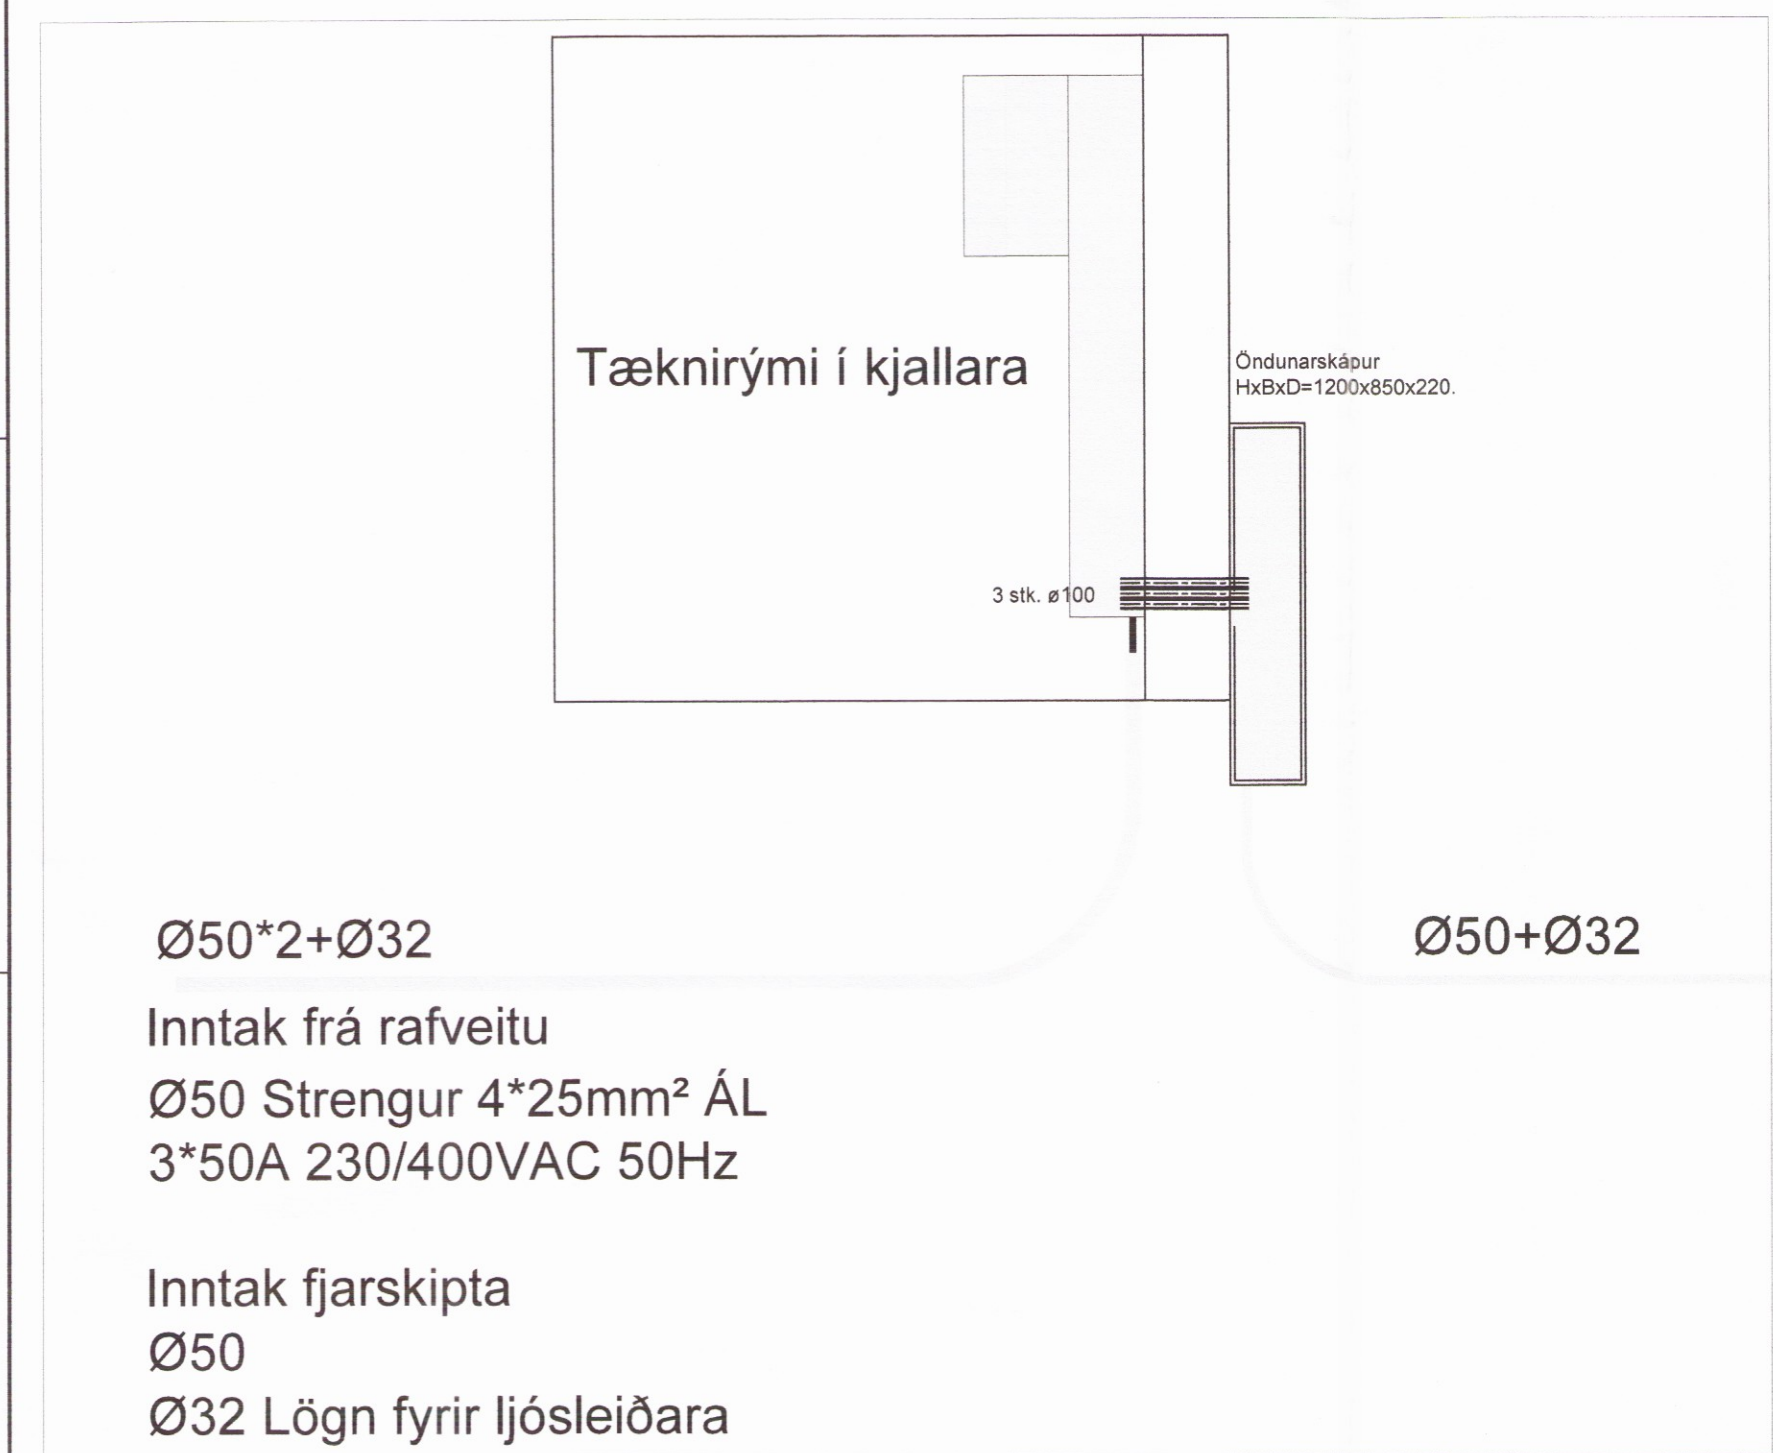 Tæknirými í kjallara
Öndunarskápur
HxBxD=1200x850x220.
3 stk. ø100
Ø50*2+Ø32
Ø50+Ø32
Inntak frá rafveitu
Ø50 Strengur 4*25mm² ÁL
3*50A 230/400VAC 50Hz
Inntak fjarskipta
Ø50
Ø32 Lögn fyrir ljósleiðara